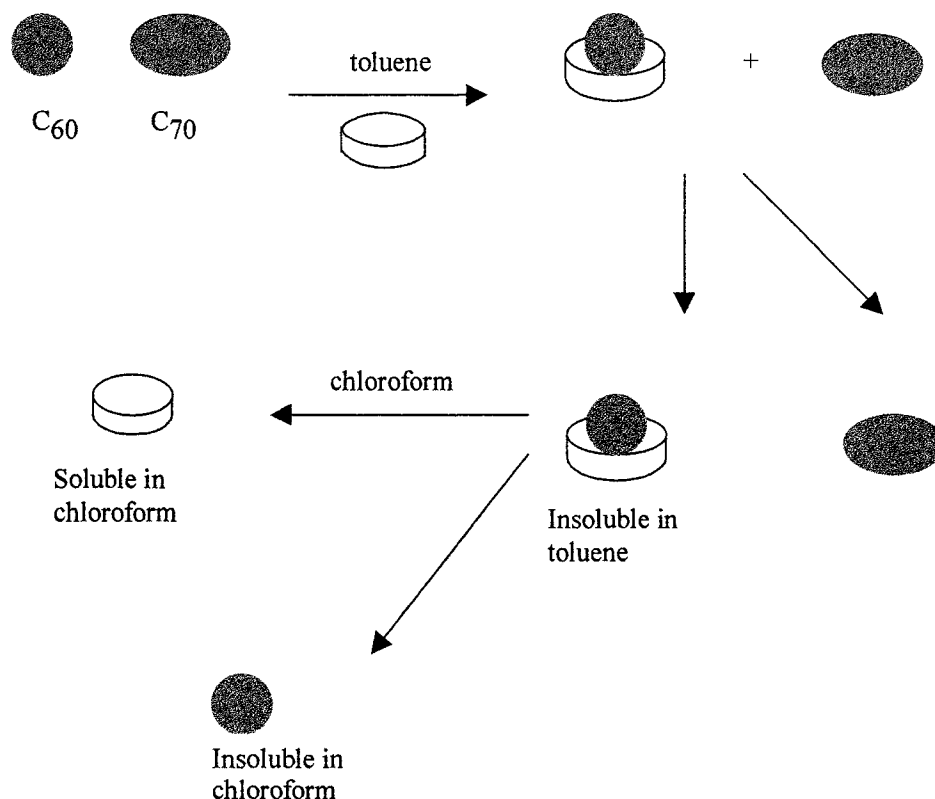 toluene
+
C60 C70
chloroform
Soluble in
chloroform
Insoluble in
toluene
Insoluble in
chloroform